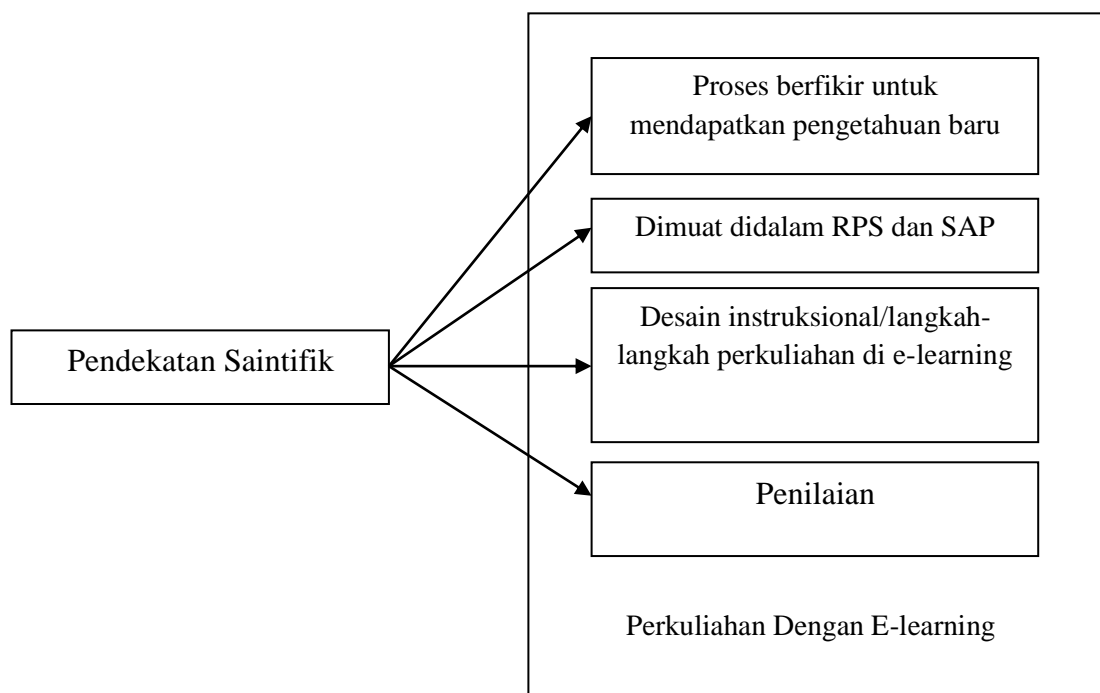 Proses berfikir untuk
mendapatkan pengetahuan baru
Dimuat didalam RPS dan SAP
Desain instruksional/langkah-
langkah perkuliahan di e-learning
Pendekatan Saintifik
Penilaian
Perkuliahan Dengan E-learning